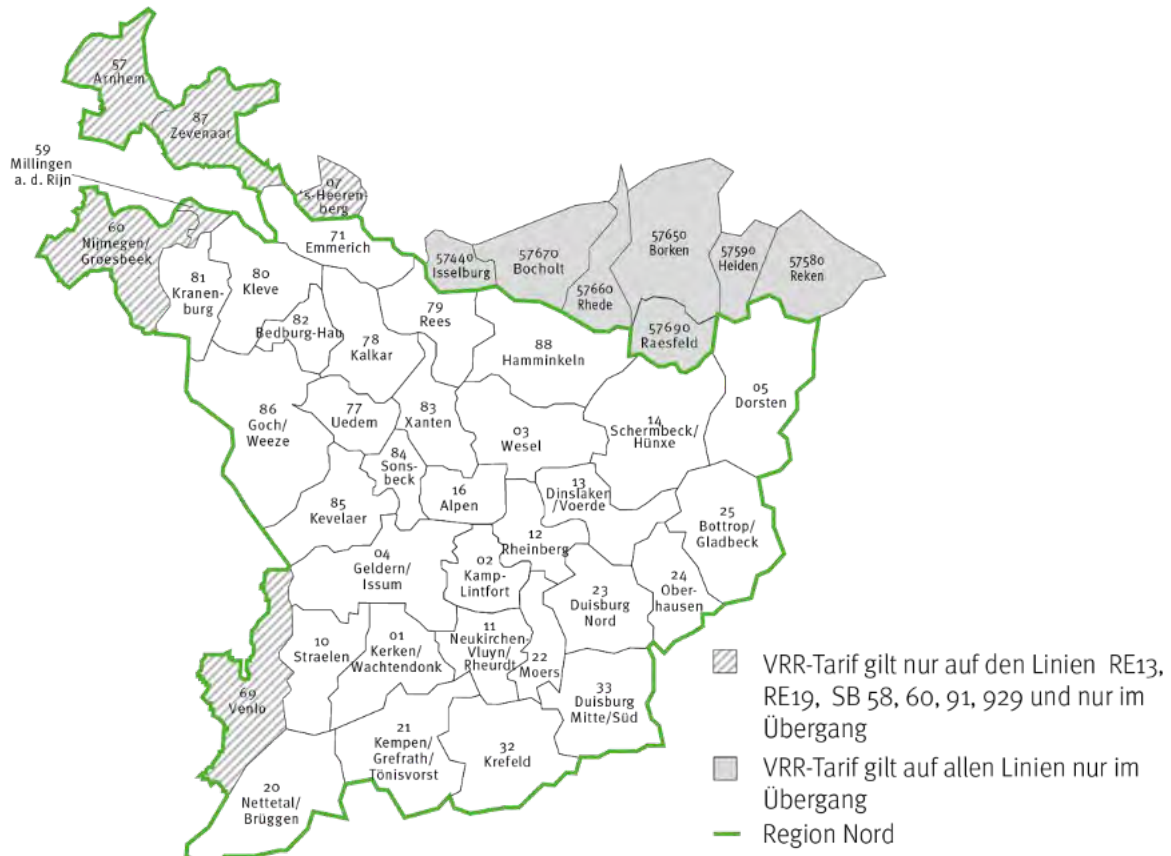 57
Arnhem
87
Zevenaar
59
Millingen
a. d. Rijn
07
's-Heeren-
berg
60
Nijmegen/
Groesbeek
71
Emmerich
57440
Isselburg
57670
Bocholt
57660
Rhede
57650
Borken
57590
Heiden
57580
Reken
57690
Raesfeld
81
Kranen-
burg
80
Kleve
82
Bedburg-Hau
78
Kalkar
79
Rees
88
Hamminkeln
05
Dorsten
86
Goch/
Weeze
77
Uedem
83
Xanten
03
Wesel
14
Schermbeck/
Hünxe
84
Sons-
beck
85
Kevelaer
16
Alpen
13
Dinslaken
/Voerde
12
Rheinberg
25
Bottrop/
Gladbeck
04
Geldern/
Issum
02
Kamp-
Lintfort
23
Duisburg
Nord
24
Ober-
hausen
10
Straelen
01
Kerken/
Wachtendonk
11
Neukirchen-
Vluyn/
Rheurdt
22
Moers
33
Duisburg
Mitte/Süd
69
Venlo
21
Kempen/
Grefrath/
Tönisvorst
32
Krefeld
20
Nettetal/
Brüggen
VRR-Tarif gilt nur auf den Linien RE13,
RE19, SB 58, 60, 91, 929 und nur im
Übergang
VRR-Tarif gilt auf allen Linien nur im
Übergang
Region Nord